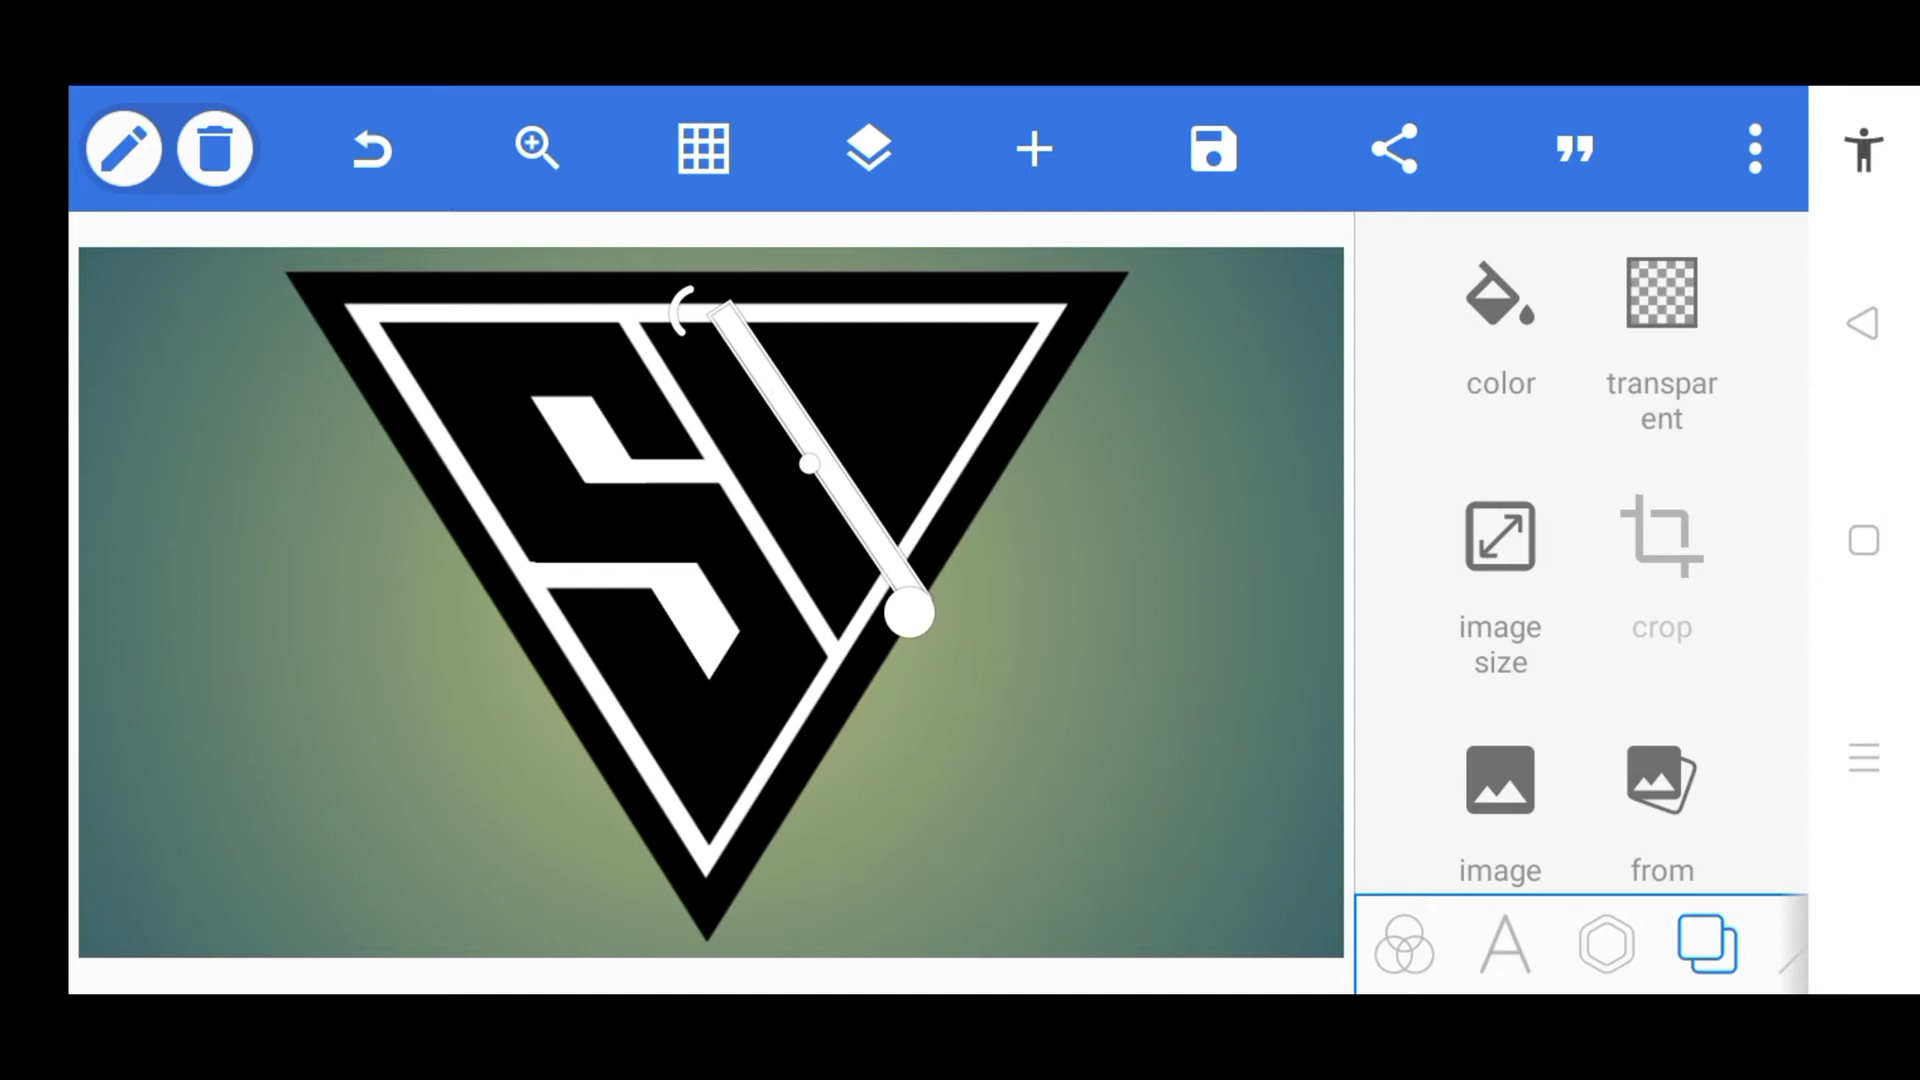 color
transpar
ent
image
size
crop
image
from
S